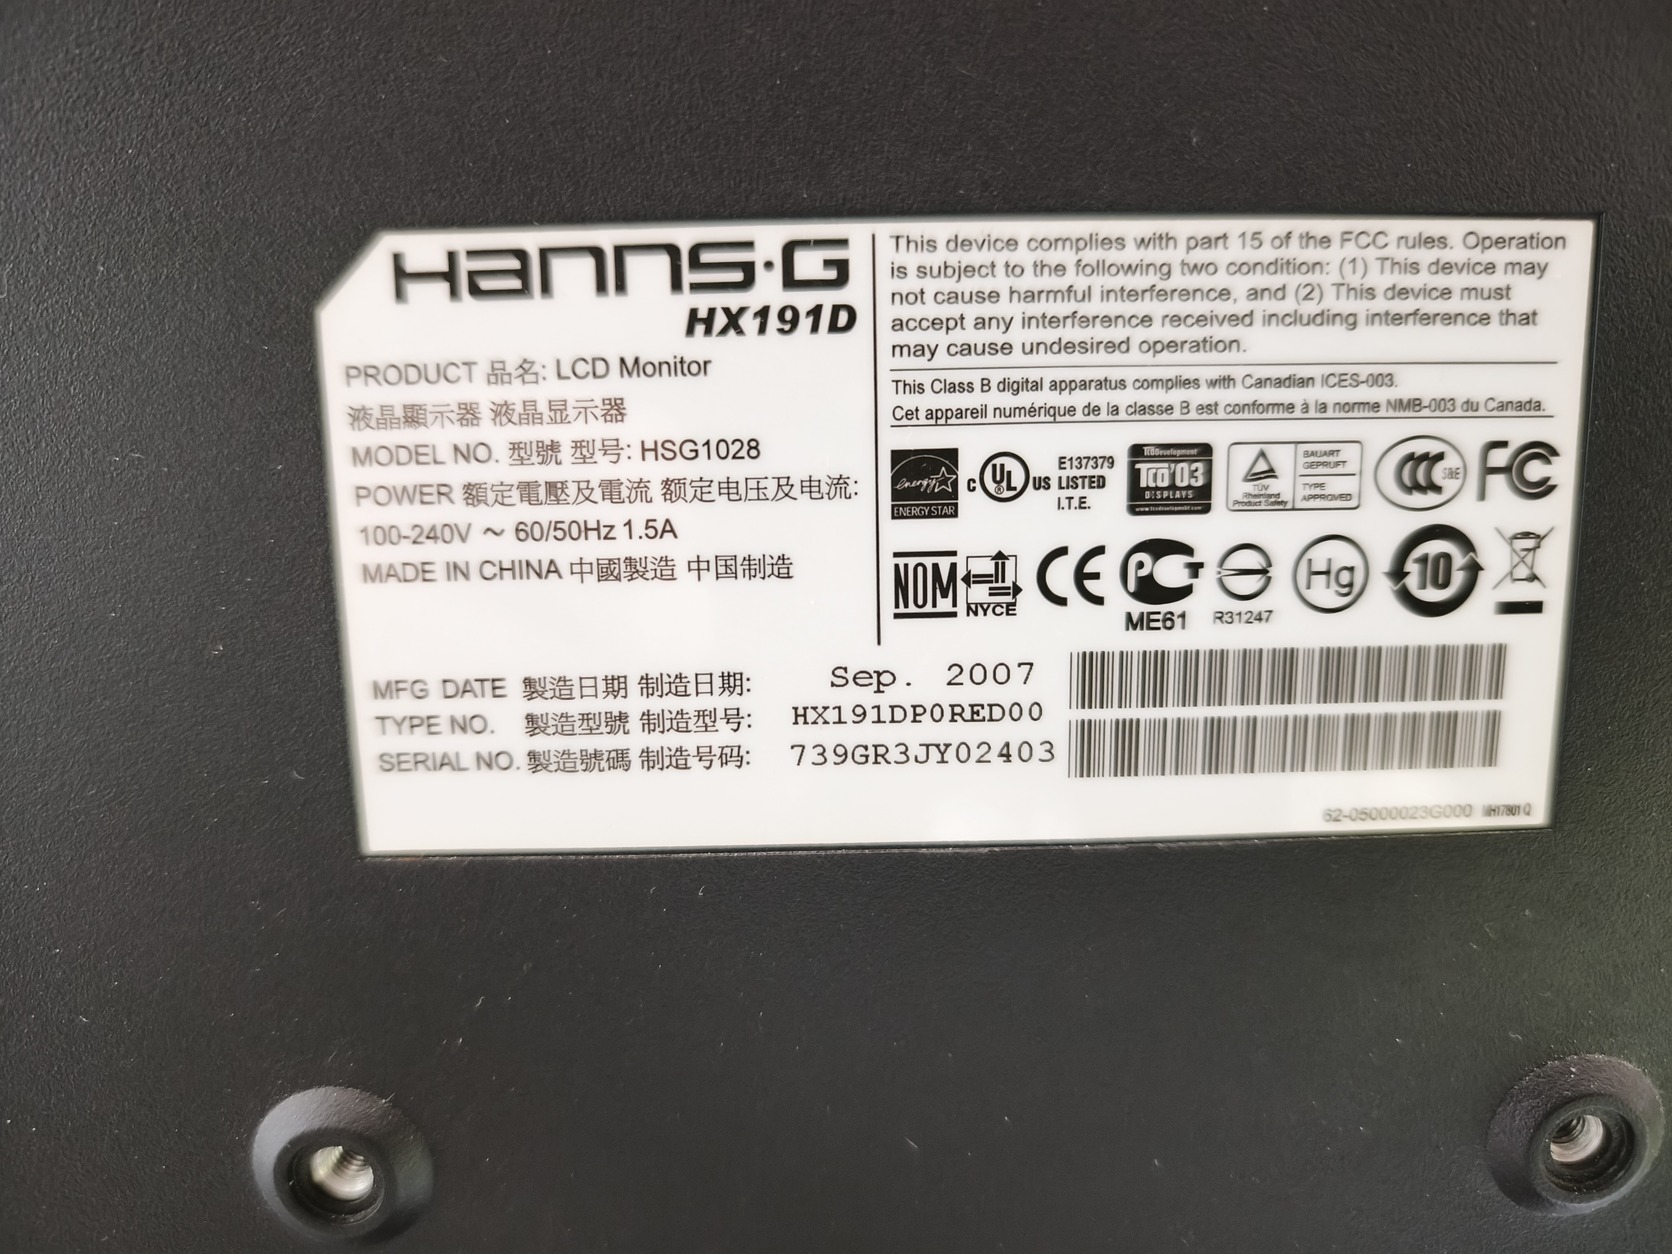 Hanns·G
HX191D
PRODUCT 品名: LCD Monitor
液晶顯示器 液晶显示器
MODEL NO. 型號 型号: HSG1028
POWER 額定電壓及電流 额定电压及电流:
100-240V ～ 60/50Hz 1.5A
MADE IN CHINA 中國製造 中国制造
This device complies with part 15 of the FCC rules. Operation
is subject to the following two condition: (1) This device may
not cause harmful interference, and (2) This device must
accept any interference received including interference that
may cause undesired operation.
This Class B digital apparatus complies with Canadian ICES-003.
Cet appareil numérique de la classe B est conforme à la norme NMB-003 du Canada.
energy
ENERGY STAR
c UL US
E137379
LISTED
I.T.E.
TCODevelopment
TCO'03
DISPLAYS
www.tcodevelopment.com
TÜV
Rheinland
Product Safety
BAUART
GEPRÜFT
TYPE
APPROVED
CCC S&E
FC
NOM
NYCE
CE
PCT
ME61
R31247
Hg
10
MFG DATE 製造日期 制造日期: Sep. 2007
TYPE NO. 製造型號 制造型号: HX191DP0RED00
SERIAL NO. 製造號碼 制造号码: 739GR3JY02403
62-05000023G000 MH17801 Q